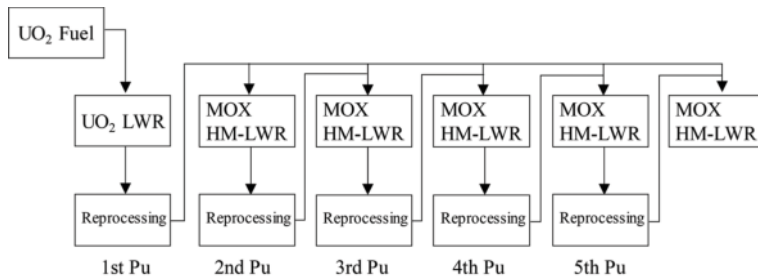 UO₂ Fuel
UO₂ LWR
MOX
HM-LWR
MOX
HM-LWR
MOX
HM-LWR
MOX
HM-LWR
MOX
HM-LWR
Reprocessing
Reprocessing
Reprocessing
Reprocessing
Reprocessing
1st Pu
2nd Pu
3rd Pu
4th Pu
5th Pu